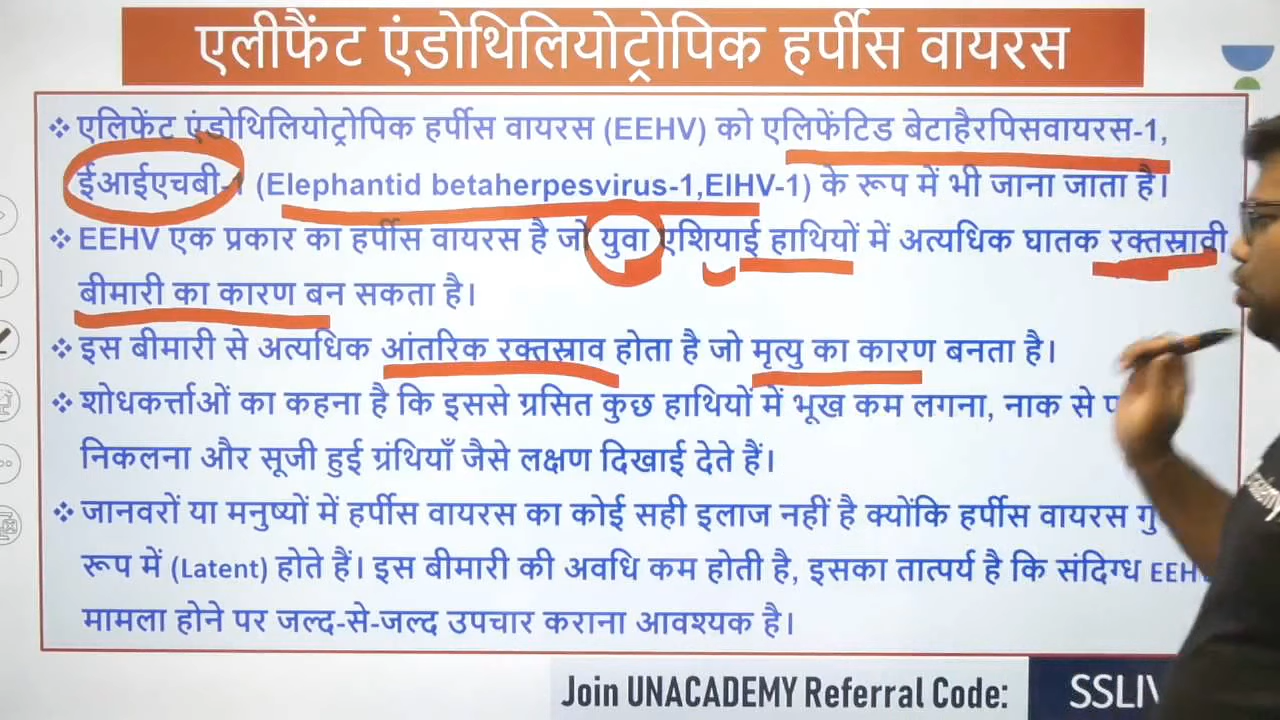 एलीफैंट एंडोथिलियोट्रोपिक हर्पीस वायरस
❖ एलिफेंट एंडोथिलियोट्रोपिक हर्पीस वायरस (EEHV) को एलिफेंटिड बेटाहैरपिसवायरस-1,
ईआईएचबी-1 (Elephantid betaherpesvirus-1,ElHV-1) के रूप में भी जाना जाता है।
❖ EEHV एक प्रकार का हर्पीस वायरस है जो युवा एशियाई हाथियों में अत्यधिक घातक रक्तस्रावी
बीमारी का कारण बन सकता है।
❖ इस बीमारी से अत्यधिक आंतरिक रक्तस्राव होता है जो मृत्यु का कारण बनता है।
❖ शोधकर्त्ताओं का कहना है कि इससे ग्रसित कुछ हाथियों में भूख कम लगना, नाक से
निकलना और सूजी हुई ग्रंथियाँ जैसे लक्षण दिखाई देते हैं।
❖ जानवरों या मनुष्यों में हर्पीस वायरस का कोई सही इलाज नहीं है क्योंकि हर्पीस वायरस
रूप में (Latent) होते हैं। इस बीमारी की अवधि कम होती है, इसका तात्पर्य है कि संदिग्ध EEH
मामला होने पर जल्द-से-जल्द उपचार कराना आवश्यक है।
Join UNACADEMY Referral Code: SSLIV